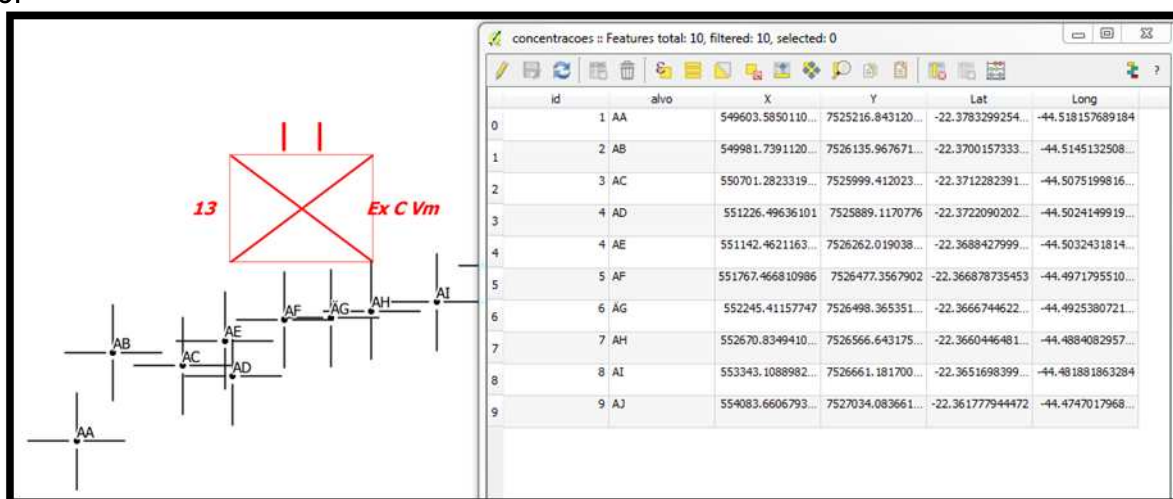 concentracoes :: Features total: 10, filtered: 10, selected: 0
id alvo X Y Lat Long
0 1 AA 549603.5850110... 7525216.843120... -22.3783299254... -44.518157689184
1 2 AB 549981.7391120... 7526135.967671... -22.3700157333... -44.5145132508...
2 3 AC 550701.2823319... 7525999.412023... -22.3712282391... -44.5075199816...
3 4 AD 551226.49636101 7525889.1170776 -22.3722090202... -44.5024149919...
4 4 AE 551142.4621163... 7526262.019038... -22.3688427999... -44.5032431814...
5 5 AF 551767.466810986 7526477.3567902 -22.366878735453 -44.4971795510...
6 6 ÄG 552245.41157747 7526498.365351... -22.3666744622... -44.4925380721...
7 7 AH 552670.8349410... 7526566.643175... -22.3660446481... -44.4884082957...
8 8 AI 553343.1088982... 7526661.181700... -22.3651698399... -44.481881863284
9 9 AJ 554083.6606793... 7527034.083661... -22.361777944472 -44.4747017968...
13 Ex C Vm
AI
AH
ÄG
AF
AE
AB
AC
AD
AA